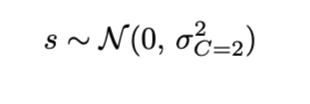 s ∼ 𝒩(0, σ²_{C=2})